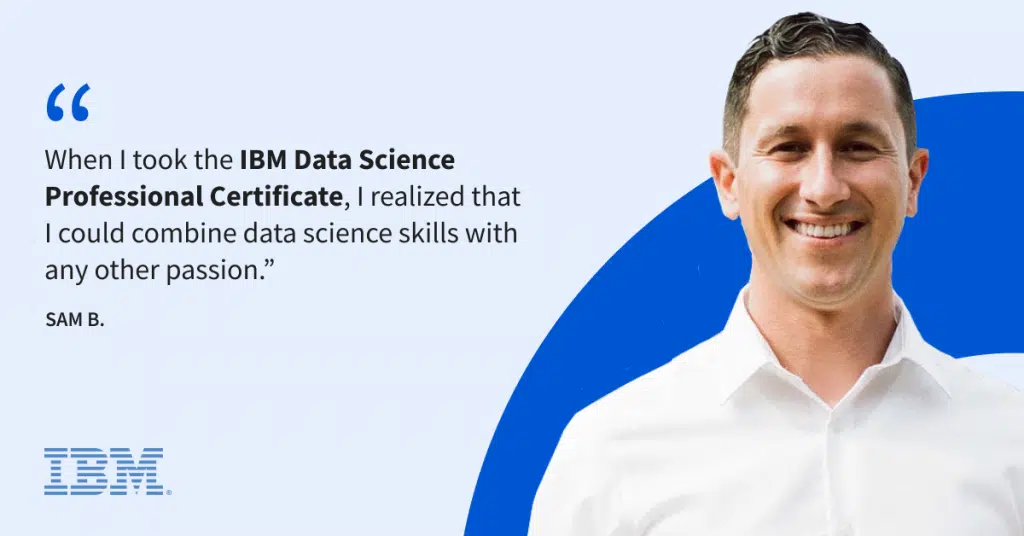 “
When I took the IBM Data Science
Professional Certificate, I realized that
I could combine data science skills with
any other passion.”
SAM B.
IBM®